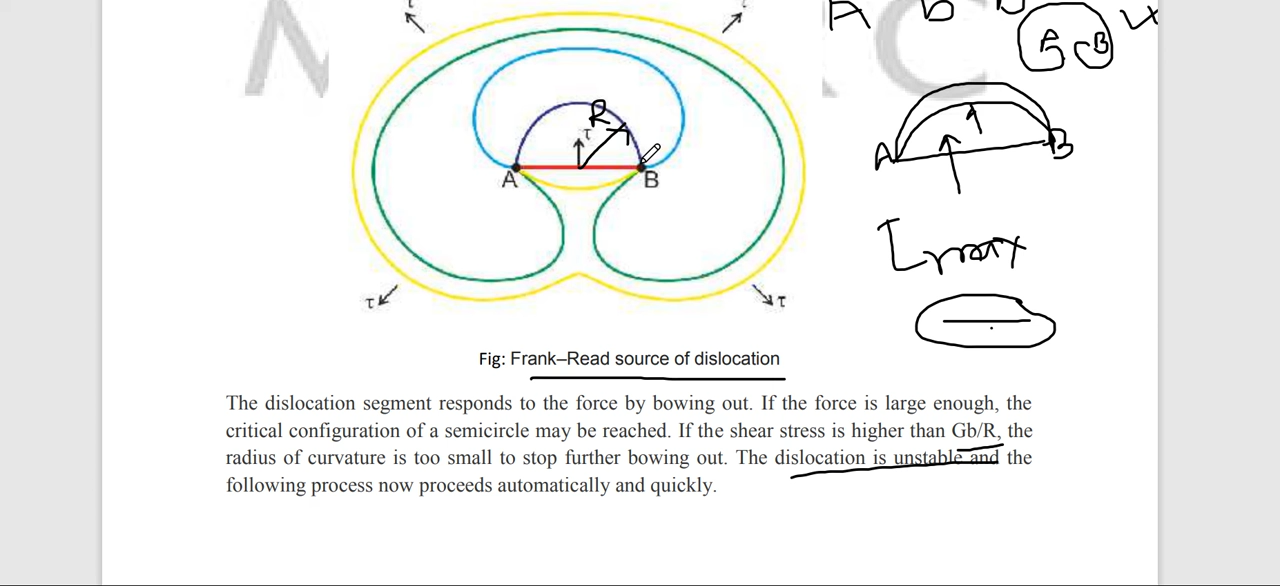 A
A B
R
τ
A
B
A
B
τ
τ
τmax
Fig: Frank–Read source of dislocation
The dislocation segment responds to the force by bowing out. If the force is large enough, the
critical configuration of a semicircle may be reached. If the shear stress is higher than Gb/R, the
radius of curvature is too small to stop further bowing out. The dislocation is unstable and the
following process now proceeds automatically and quickly.